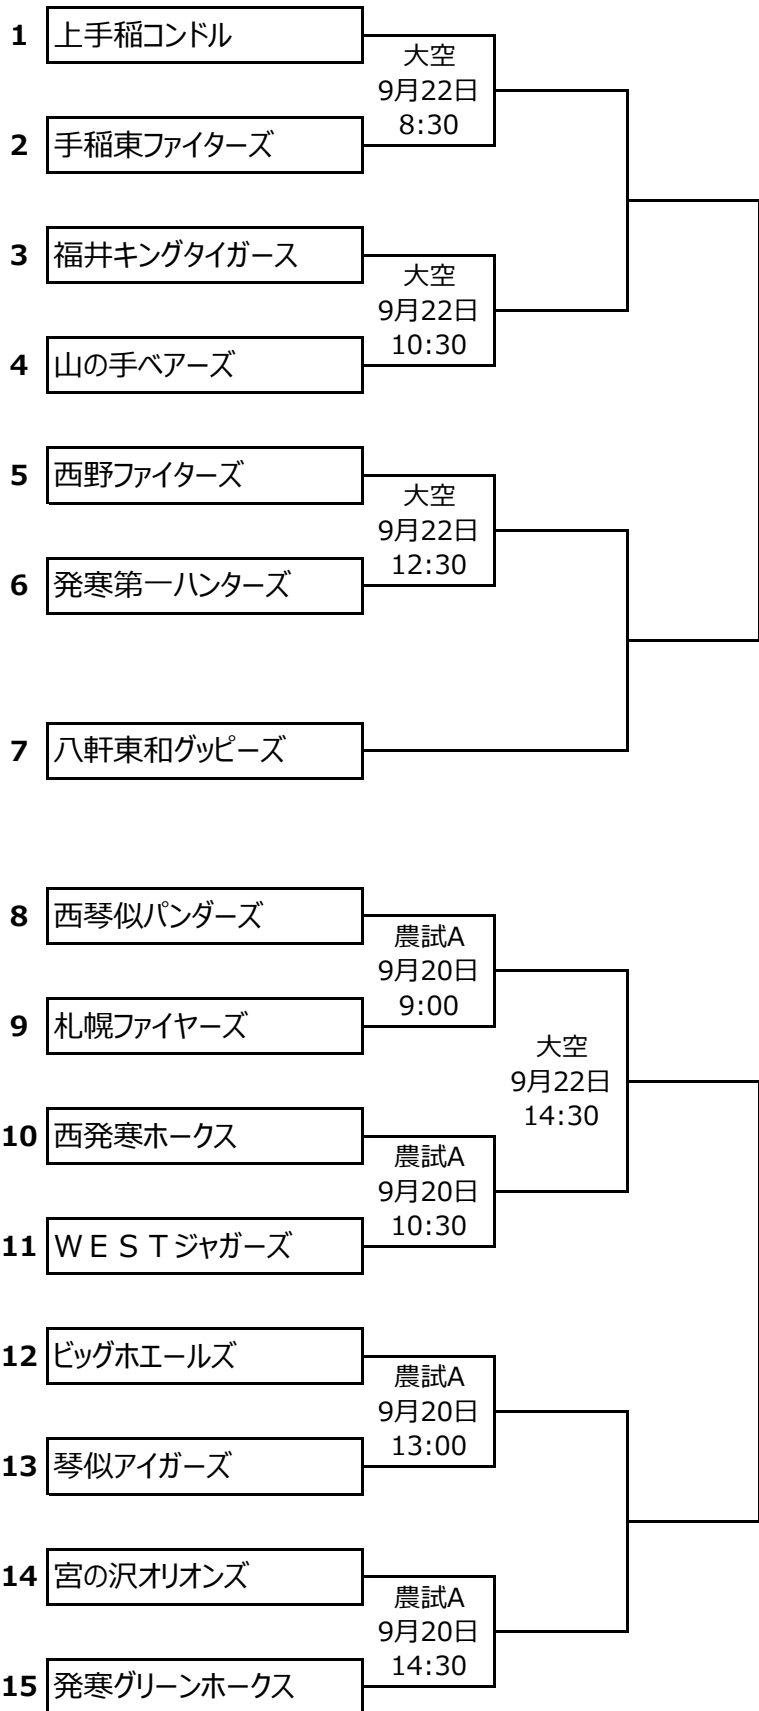 1 上手稲コンドル
大空
9月22日
8:30
2 手稲東ファイターズ
3 福井キングタイガース
大空
9月22日
10:30
4 山の手ベアーズ
5 西野ファイターズ
大空
9月22日
12:30
6 発寒第一ハンターズ
7 八軒東和グッピーズ
8 西琴似パンダーズ
農試A
9月20日
9:00
9 札幌ファイヤーズ
大空
9月22日
14:30
10 西発寒ホークス
農試A
9月20日
10:30
11 ＷＥＳＴジャガーズ
12 ビッグホエールズ
農試A
9月20日
13:00
13 琴似アイガーズ
14 宮の沢オリオンズ
農試A
9月20日
14:30
15 発寒グリーンホークス